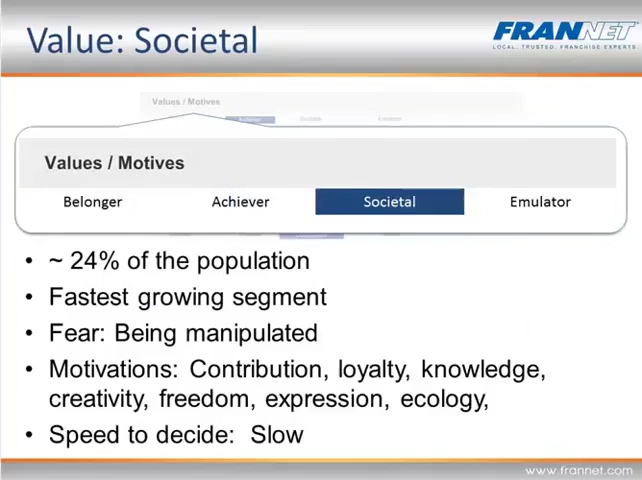 Value: Societal
FRANNET
LOCAL. TRUSTED. FRANCHISE EXPERTS.
Values / Motives
Values / Motives
Belonger Achiever Societal Emulator
• ~ 24% of the population
• Fastest growing segment
• Fear: Being manipulated
• Motivations: Contribution, loyalty, knowledge,
creativity, freedom, expression, ecology,
• Speed to decide: Slow
www.frannet.com